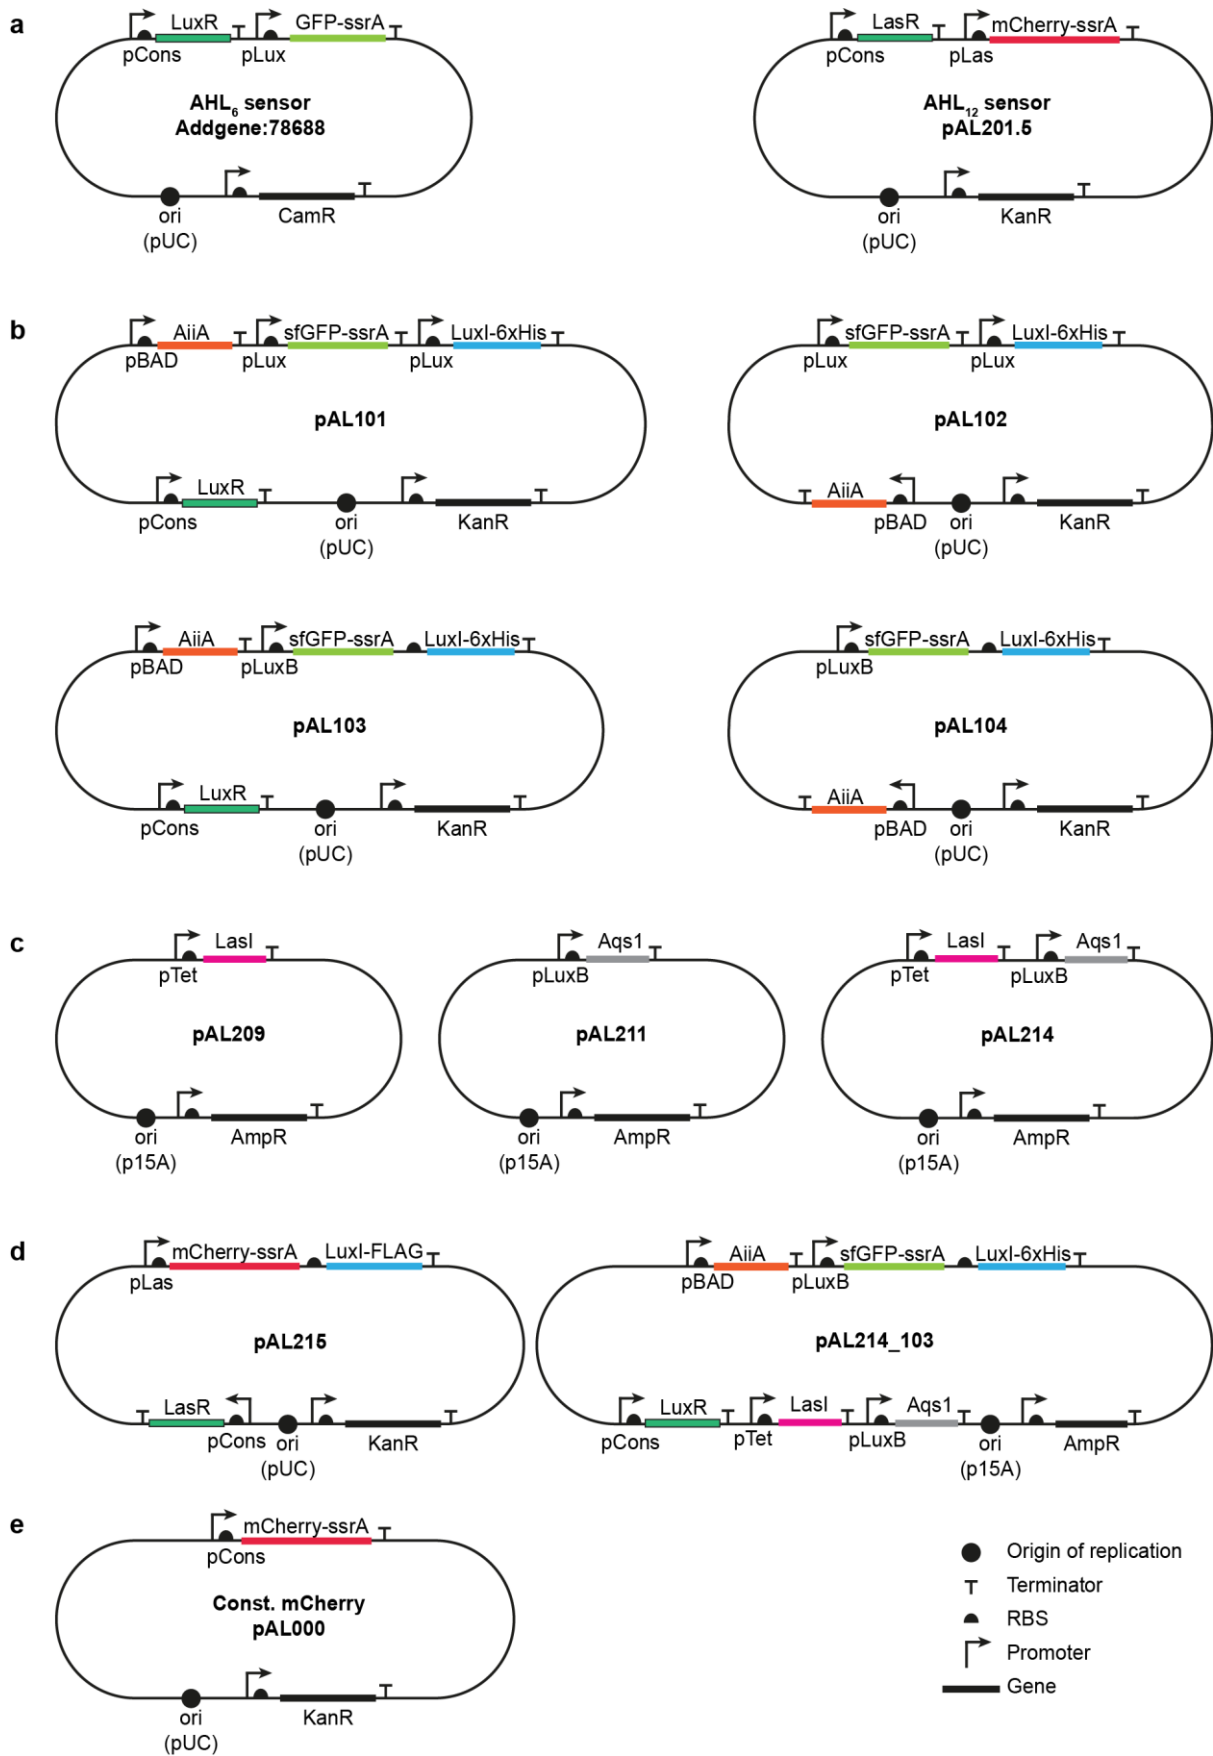 a
LuxR GFP-ssrA
pCons pLux
AHL6 sensor
Addgene:78688
ori
(pUC)
CamR
LasR mCherry-ssrA
pCons pLas
AHL12 sensor
pAL201.5
ori
(pUC)
KanR
b
AiiA sfGFP-ssrA LuxI-6xHis
pBAD pLux pLux
pAL101
LuxR
pCons ori KanR
(pUC)
sfGFP-ssrA LuxI-6xHis
pLux pLux
pAL102
AiiA
pBAD ori KanR
(pUC)
AiiA sfGFP-ssrA LuxI-6xHis
pBAD pLuxB
pAL103
LuxR
pCons ori KanR
(pUC)
sfGFP-ssrA LuxI-6xHis
pLuxB
pAL104
AiiA
pBAD ori KanR
(pUC)
c
LasI
pTet
pAL209
ori AmpR
(p15A)
Aqs1
pLuxB
pAL211
ori AmpR
(p15A)
LasI Aqs1
pTet pLuxB
pAL214
ori AmpR
(p15A)
d
mCherry-ssrA LuxI-FLAG
pLas
pAL215
LasR
pCons ori KanR
(pUC)
AiiA sfGFP-ssrA LuxI-6xHis
pBAD pLuxB
pAL214_103
LuxR LasI Aqs1
pCons pTet pLuxB ori AmpR
(p15A)
e
mCherry-ssrA
pCons
Const. mCherry
pAL000
ori KanR
(pUC)
Origin of replication
Terminator
RBS
Promoter
Gene